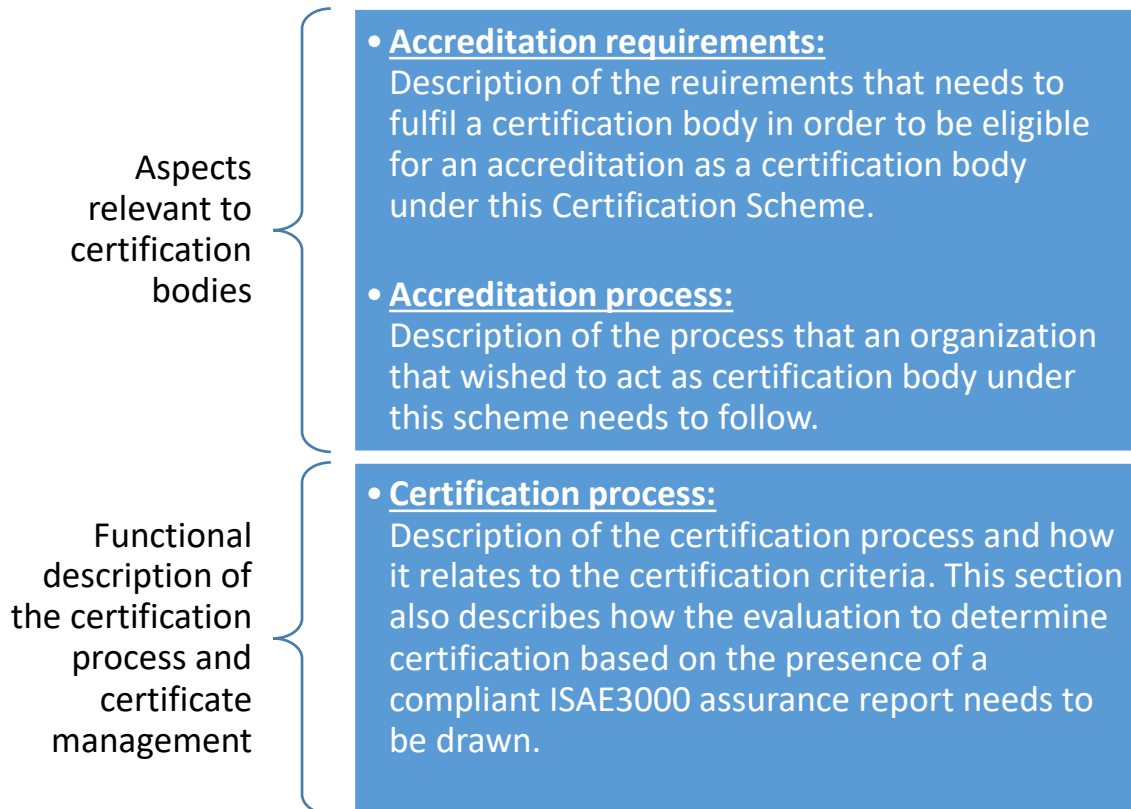 Aspects
relevant to
certification
bodies
• Accreditation requirements:
Description of the reuirements that needs to
fulfil a certification body in order to be eligible
for an accreditation as a certification body
under this Certification Scheme.
• Accreditation process:
Description of the process that an organization
that wished to act as certification body under
this scheme needs to follow.
Functional
description of
the certification
process and
certificate
management
• Certification process:
Description of the certification process and how
it relates to the certification criteria. This section
also describes how the evaluation to determine
certification based on the presence of a
compliant ISAE3000 assurance report needs to
be drawn.